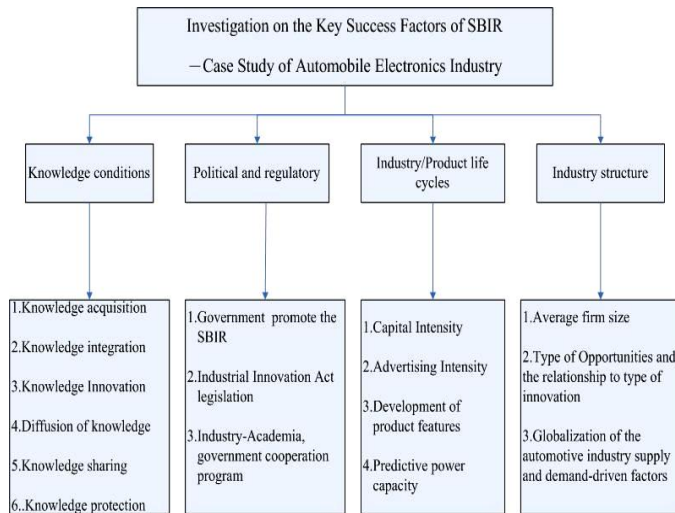 Investigation on the Key Success Factors of SBIR
—Case Study of Automobile Electronics Industry
Knowledge conditions
Political and regulatory
Industry/Product life
cycles
Industry structure
1.Knowledge acquisition
2.Knowledge integration
3.Knowledge Innovation
4.Diffusion of knowledge
5.Knowledge sharing
6..Knowledge protection
1.Government promote the
SBIR
2.Industrial Innovation Act
legislation
3.Industry-Academia,
government cooperation
program
1.Capital Intensity
2.Advertising Intensity
3.Development of
product features
4.Predictive power
capacity
1.Average firm size
2.Type of Opportunities and
the relationship to type of
innovation
3.Globalization of the
automotive industry supply
and demand-driven factors